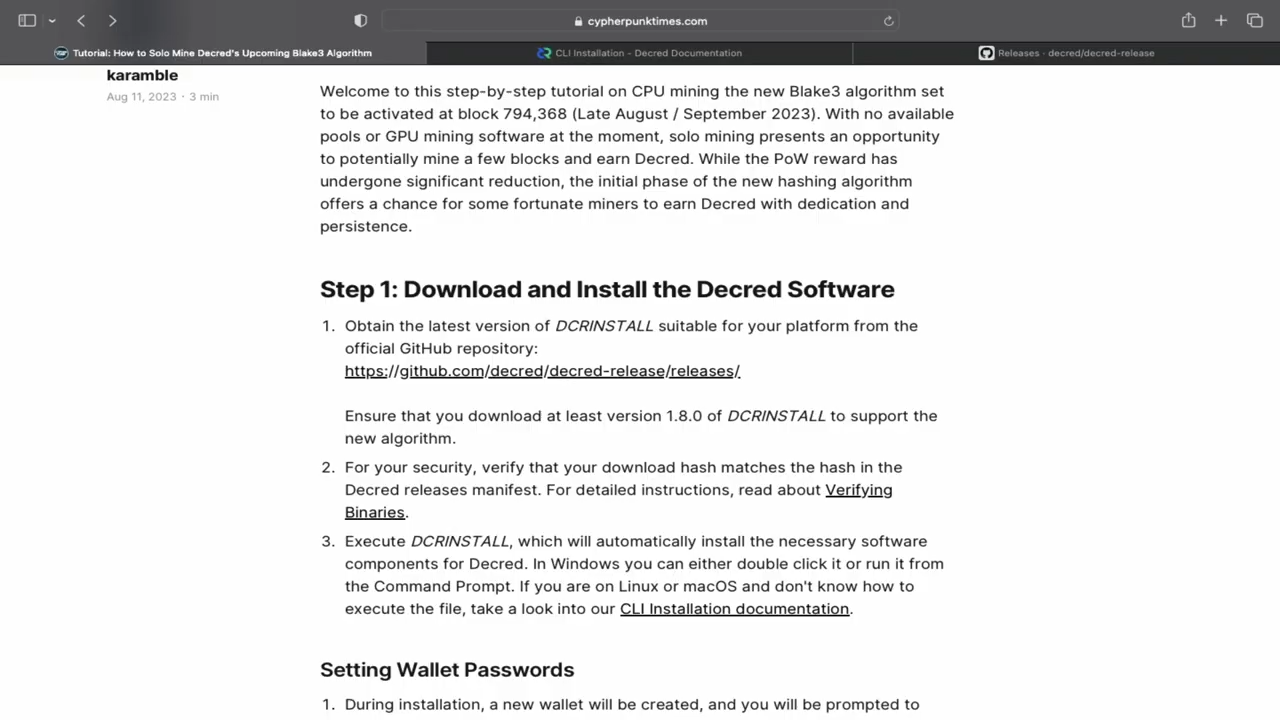 cypherpunktimes.com
Tutorial: How to Solo Mine Decred's Upcoming Blake3 Algorithm
CLI Installation - Decred Documentation
Releases · decred/decred-release
karamble
Aug 11, 2023 · 3 min
Welcome to this step-by-step tutorial on CPU mining the new Blake3 algorithm set
to be activated at block 794,368 (Late August / September 2023). With no available
pools or GPU mining software at the moment, solo mining presents an opportunity
to potentially mine a few blocks and earn Decred. While the PoW reward has
undergone significant reduction, the initial phase of the new hashing algorithm
offers a chance for some fortunate miners to earn Decred with dedication and
persistence.
Step 1: Download and Install the Decred Software
1. Obtain the latest version of DCRINSTALL suitable for your platform from the
official GitHub repository:
https://github.com/decred/decred-release/releases/
Ensure that you download at least version 1.8.0 of DCRINSTALL to support the
new algorithm.
2. For your security, verify that your download hash matches the hash in the
Decred releases manifest. For detailed instructions, read about Verifying
Binaries.
3. Execute DCRINSTALL, which will automatically install the necessary software
components for Decred. In Windows you can either double click it or run it from
the Command Prompt. If you are on Linux or macOS and don't know how to
execute the file, take a look into our CLI Installation documentation.
Setting Wallet Passwords
1. During installation, a new wallet will be created, and you will be prompted to